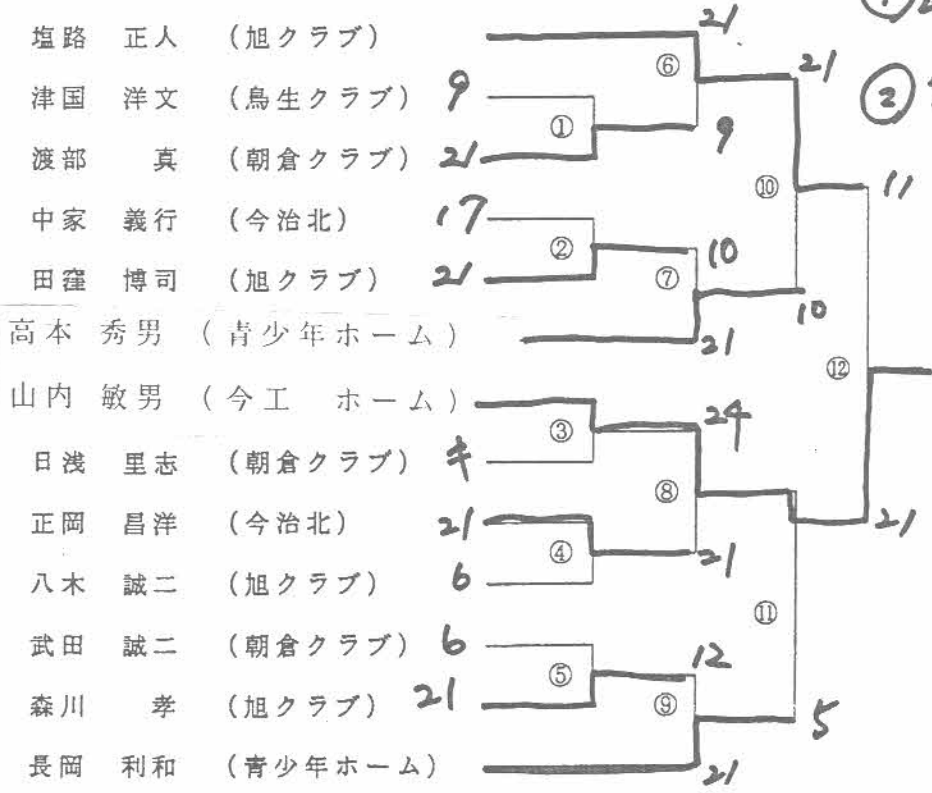 21
塩路 正人 (旭クラブ)
⑥ 21
津国 洋文 (鳥生クラブ) 9
② 
① 9
渡部 真 (朝倉クラブ) 21
⑩ 11
中家 義行 (今治北) 17
② 10
田窪 博司 (旭クラブ) 21
⑦
10
高本 秀男 (青少年ホーム) 21
⑫
山内 敏男 (今工 ホーム)
③ 24
日浅 里志 (朝倉クラブ) キ
⑧
正岡 昌洋 (今治北) 21
21
④ 21
八木 誠二 (旭クラブ) 6
⑪
武田 誠二 (朝倉クラブ) 6
⑤ 12
森川 孝 (旭クラブ) 21
⑨ 5
長岡 利和 (青少年ホーム) 21